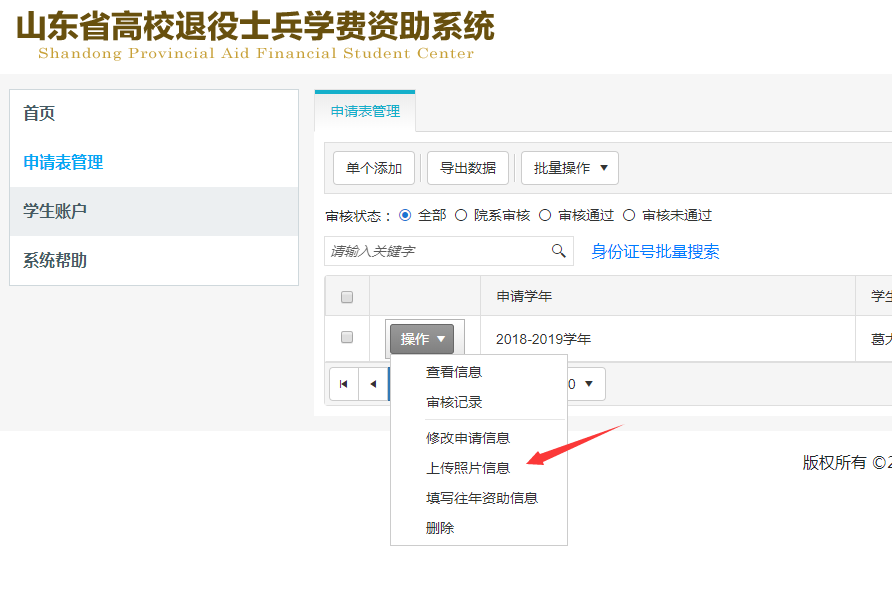 山东省高校退役士兵学费资助系统
Shandong Provincial Aid Financial Student Center
首页
申请表管理
学生账户
系统帮助
申请表管理
单个添加
导出数据
批量操作
审核状态： 全部 院系审核 审核通过 审核未通过
请输入关键字
身份证号批量搜索
申请学年
操作
2018-2019学年
查看信息
审核记录
修改申请信息
上传照片信息
填写往年资助信息
删除
版权所有 ©